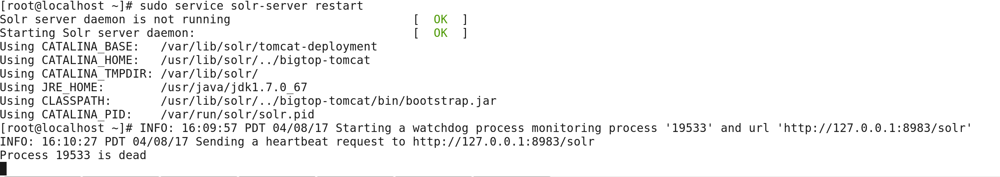 [root@localhost ~]# sudo service solr-server restart
Solr server daemon is not running                          [  OK  ]
Starting Solr server daemon:                               [  OK  ]
Using CATALINA_BASE:   /var/lib/solr/tomcat-deployment
Using CATALINA_HOME:   /usr/lib/solr/../bigtop-tomcat
Using CATALINA_TMPDIR: /var/lib/solr/
Using JRE_HOME:        /usr/java/jdk1.7.0_67
Using CLASSPATH:       /usr/lib/solr/../bigtop-tomcat/bin/bootstrap.jar
Using CATALINA_PID:    /var/run/solr/solr.pid
[root@localhost ~]# INFO: 16:09:57 PDT 04/08/17 Starting a watchdog process monitoring process '19533' and url 'http://127.0.0.1:8983/solr'
INFO: 16:10:27 PDT 04/08/17 Sending a heartbeat request to http://127.0.0.1:8983/solr
Process 19533 is dead